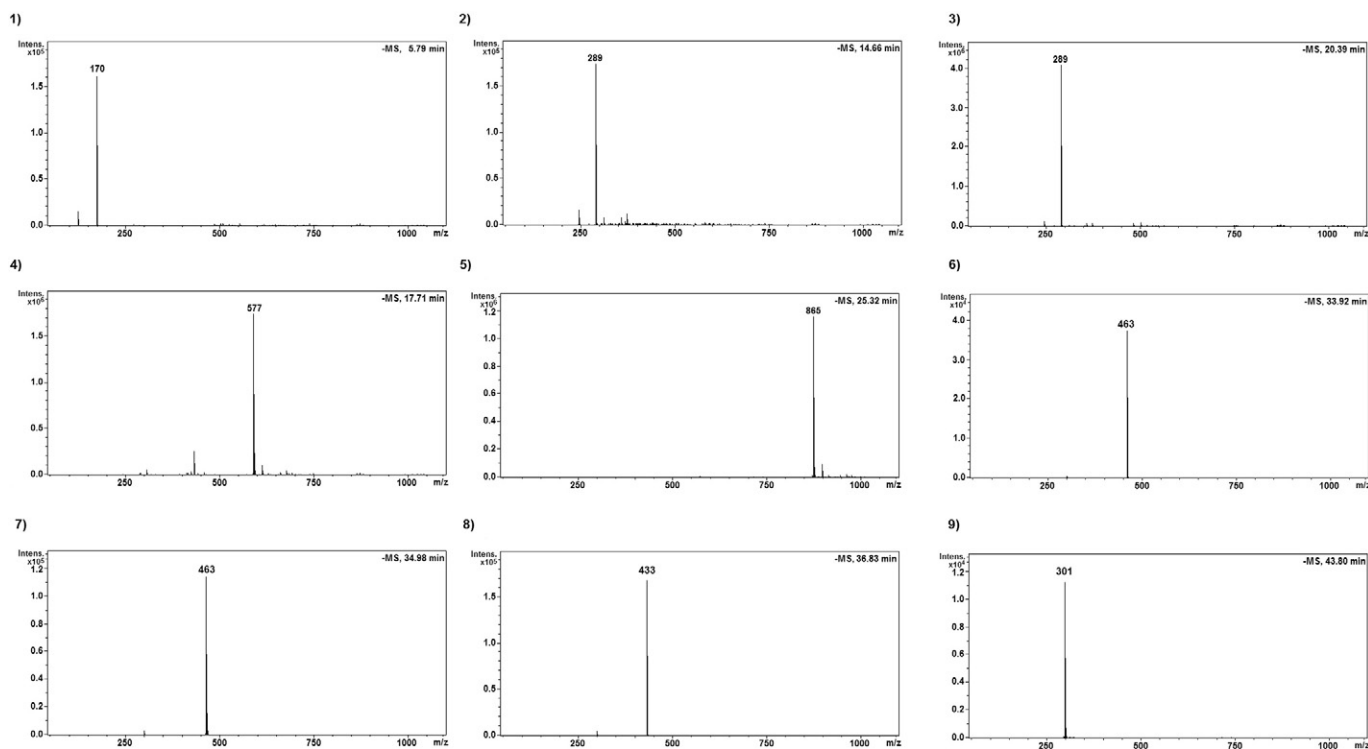 1)
Intens.
x10⁵
-MS, 5.79 min
170
1.5
1.0
0.5
0.0
250 500 750 1000 m/z
2)
Intens.
x10⁵
-MS, 14.66 min
289
1.5
1.0
0.5
0.0
250 500 750 1000 m/z
3)
Intens.
x10⁶
-MS, 20.39 min
289
4.0
3.0
2.0
1.0
0.0
250 500 750 1000 m/z
4)
Intens.
x10⁶
-MS, 17.71 min
577
1.5
1.0
0.5
0.0
250 500 750 1000 m/z
5)
Intens.
x10⁶
-MS, 25.32 min
865
1.2
1.0
0.8
0.6
0.4
0.2
0.0
250 500 750 1000 m/z
6)
Intens.
x10⁴
-MS, 33.92 min
463
4.0
3.0
2.0
1.0
0.0
250 500 750 1000 m/z
7)
Intens.
x10⁵
-MS, 34.98 min
463
1.2
1.0
0.8
0.6
0.4
0.2
0.0
250 500 750 1000 m/z
8)
Intens.
x10⁵
-MS, 36.83 min
433
1.5
1.0
0.5
0.0
250 500 750 1000 m/z
9)
Intens.
x10⁴
-MS, 43.80 min
301
1.2
1.0
0.8
0.6
0.4
0.2
0.0
250 500 750 1000 m/z